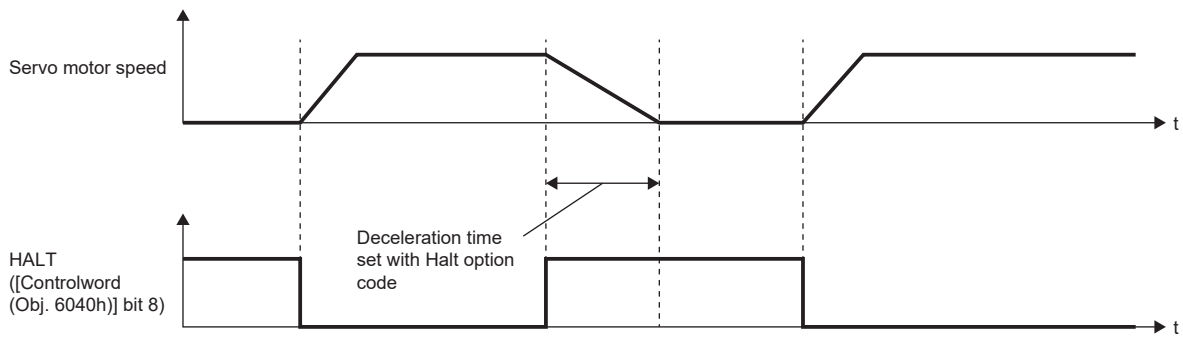 Servo motor speed
t
Deceleration time
set with Halt option
code
HALT
([Controlword
(Obj. 6040h)] bit 8)
t